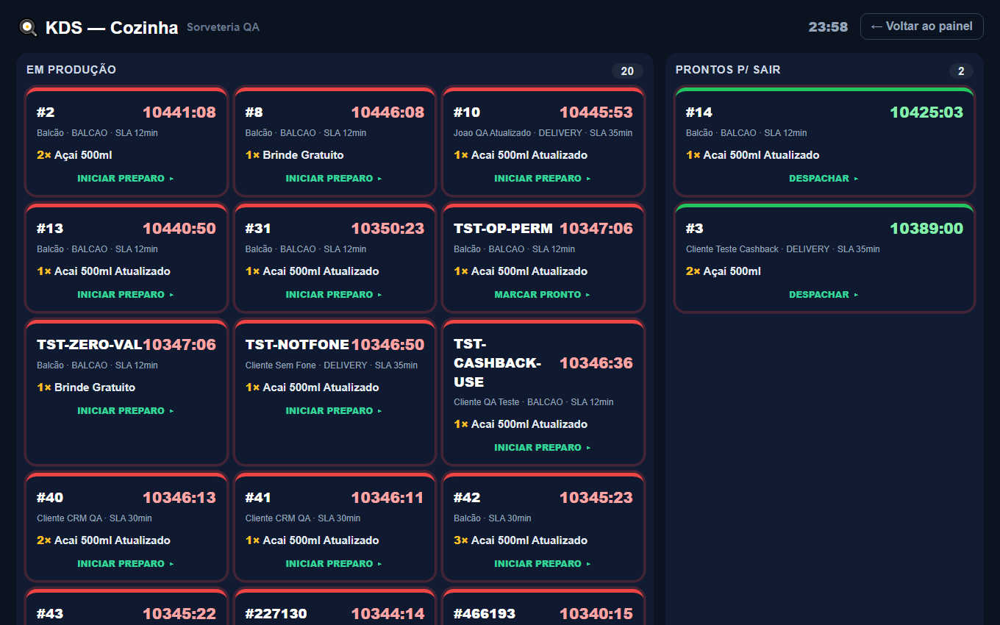 KDS — Cozinha Sorveteria QA
23:58
← Voltar ao painel
EM PRODUÇÃO 20
#2 10441:08
Balcão · BALCAO · SLA 12min
2× Açaí 500ml
INICIAR PREPARO ▸
#8 10446:08
Balcão · BALCAO · SLA 12min
1× Brinde Gratuito
INICIAR PREPARO ▸
#10 10445:53
Joao QA Atualizado · DELIVERY · SLA 35min
1× Acai 500ml Atualizado
INICIAR PREPARO ▸
#13 10440:50
Balcão · BALCAO · SLA 12min
1× Acai 500ml Atualizado
INICIAR PREPARO ▸
#31 10350:23
Balcão · BALCAO · SLA 12min
1× Acai 500ml Atualizado
INICIAR PREPARO ▸
TST-OP-PERM 10347:06
Balcão · BALCAO · SLA 12min
1× Acai 500ml Atualizado
MARCAR PRONTO ▸
TST-ZERO-VAL 10347:06
Balcão · BALCAO · SLA 12min
1× Brinde Gratuito
INICIAR PREPARO ▸
TST-NOTFONE 10346:50
Cliente Sem Fone · DELIVERY · SLA 35min
1× Acai 500ml Atualizado
INICIAR PREPARO ▸
TST-
CASHBACK- 10346:36
USE
Cliente QA Teste · BALCAO · SLA 12min
1× Acai 500ml Atualizado
INICIAR PREPARO ▸
#40 10346:13
Cliente CRM QA · SLA 30min
2× Acai 500ml Atualizado
INICIAR PREPARO ▸
#41 10346:11
Cliente CRM QA · SLA 30min
1× Acai 500ml Atualizado
INICIAR PREPARO ▸
#42 10345:23
Balcão · SLA 30min
3× Acai 500ml Atualizado
INICIAR PREPARO ▸
#43 10345:22
#227130 10344:14
#466193 10340:15
PRONTOS P/ SAIR 2
#14 10425:03
Balcão · BALCAO · SLA 12min
1× Acai 500ml Atualizado
DESPACHAR ▸
#3 10389:00
Cliente Teste Cashback · DELIVERY · SLA 35min
2× Açaí 500ml
DESPACHAR ▸